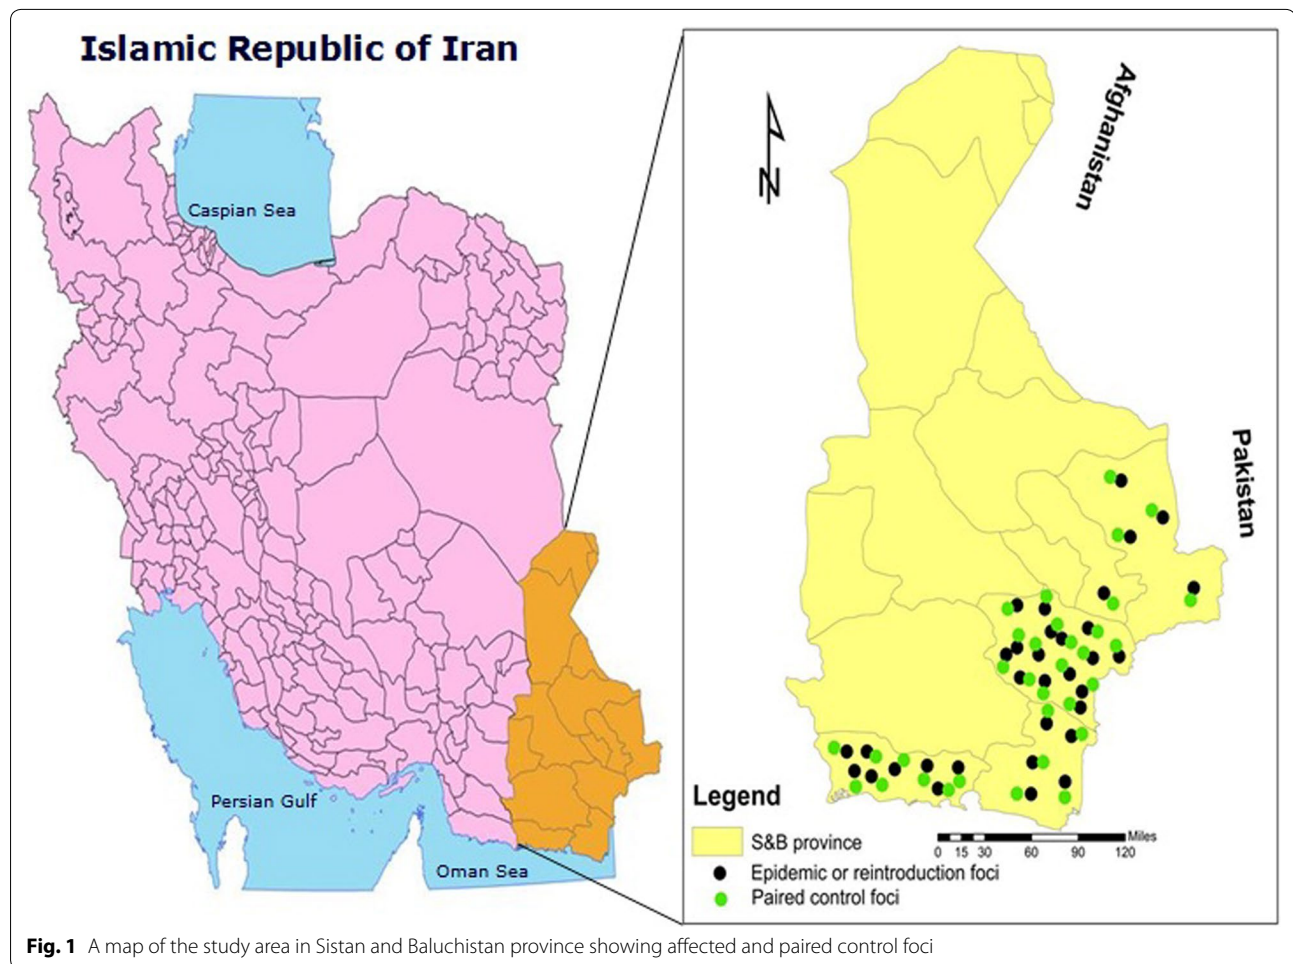 Islamic Republic of Iran
Caspian Sea
Persian Gulf
Oman Sea
N
Afghanistan
Pakistan
Legend
S&B province
Epidemic or reintroduction foci
Paired control foci
Miles
0 15 30 60 90 120
Fig. 1 A map of the study area in Sistan and Baluchistan province showing affected and paired control foci